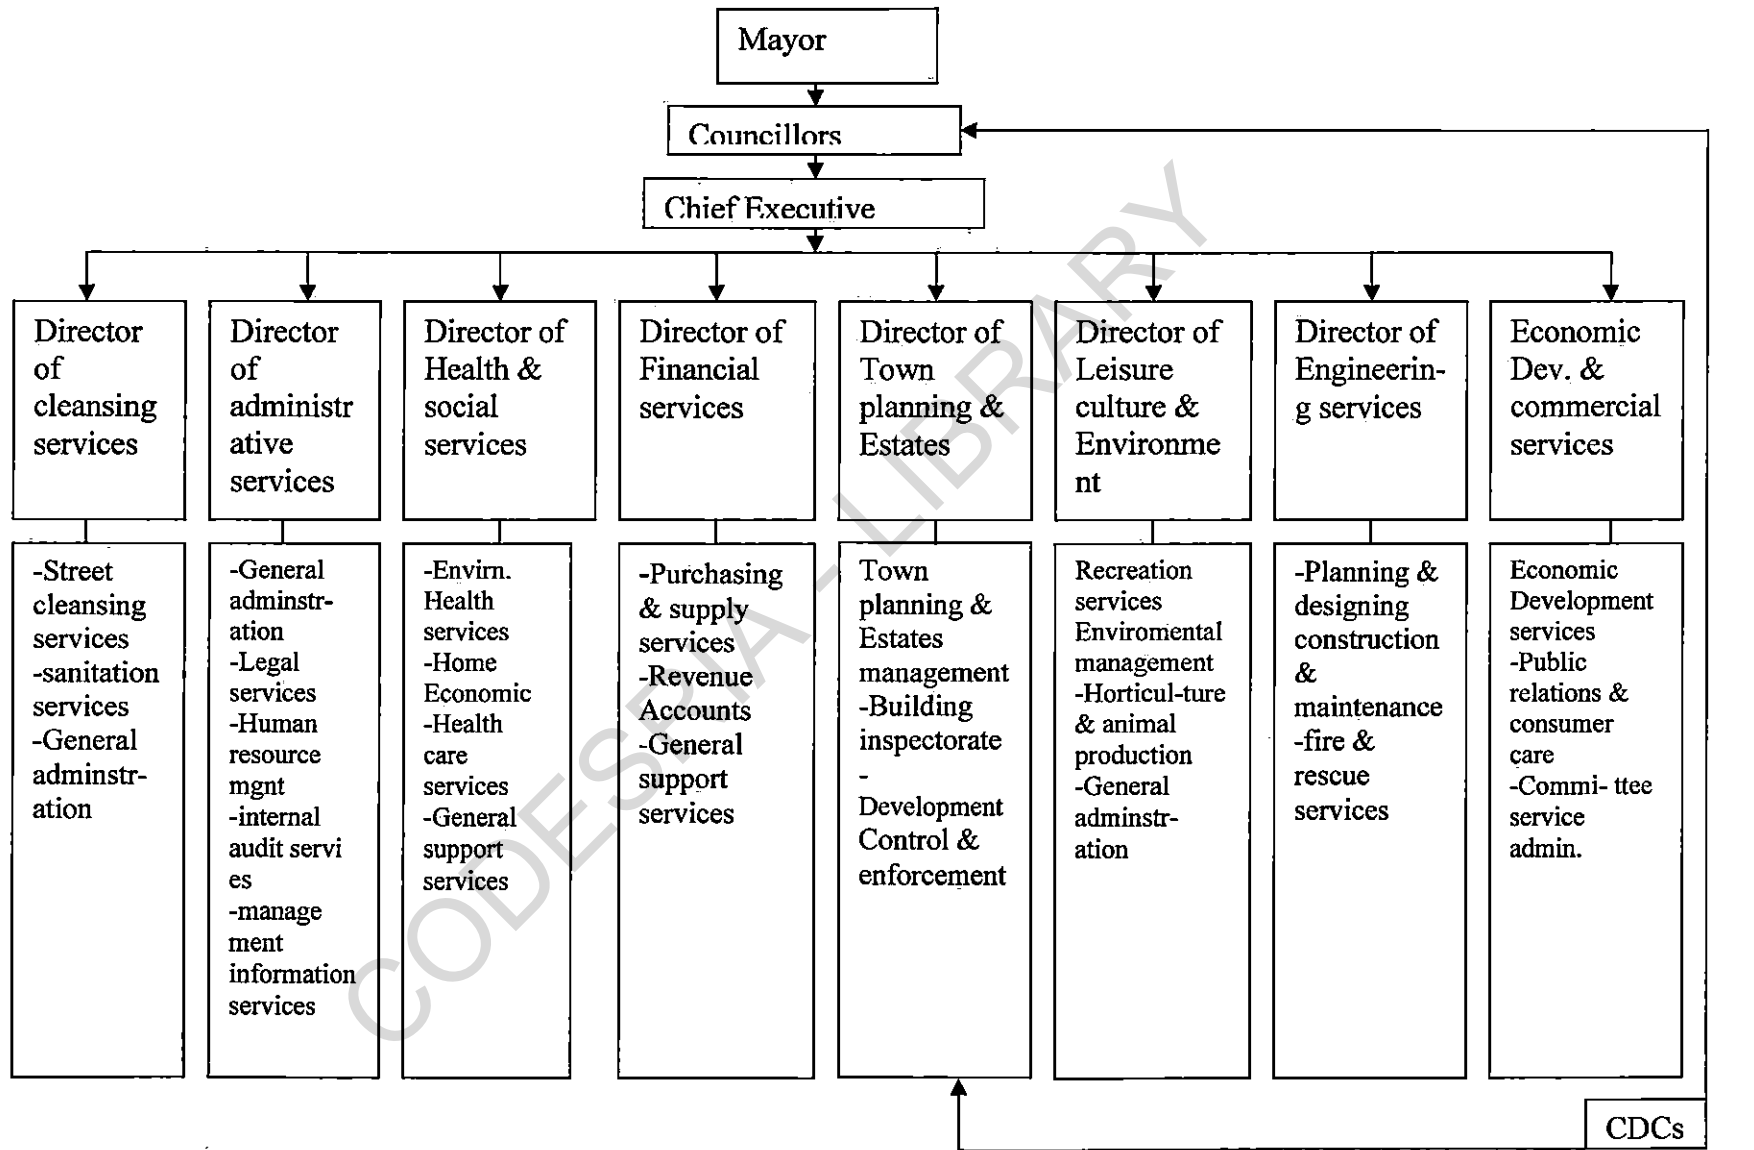 Mayor
Councillors
Chief Executive
Director
of
cleansing
services
Director
of
administr
ative
services
Director of
Health &
social
services
Director of
Financial
services
Director of
Town
planning &
Estates
Director of
Leisure
culture &
Environme
nt
Director of
Engineerin-
g services
Economic
Dev. &
commercial
services
-Street
cleansing
services
-sanitation
services
-General
adminstr-
ation
-General
adminstr-
ation
-Legal
services
-Human
resource
mgnt
-internal
audit servi
es
-manage
ment
information
services
-Envirn.
Health
services
-Home
Economic
-Health
care
services
-General
support
services
-Purchasing
& supply
services
-Revenue
Accounts
-General
support
services
Town
planning &
Estates
management
-Building
inspectorate
-
Development
Control &
enforcement
Recreation
services
Enviromental
management
-Horticul-ture
& animal
production
-General
adminstr-
ation
-Planning &
designing
construction
&
maintenance
-fire &
rescue
services
Economic
Development
services
-Public
relations &
consumer
care
-Commi- ttee
service
admin.
CDCs
CODESRIA - LIBRARY